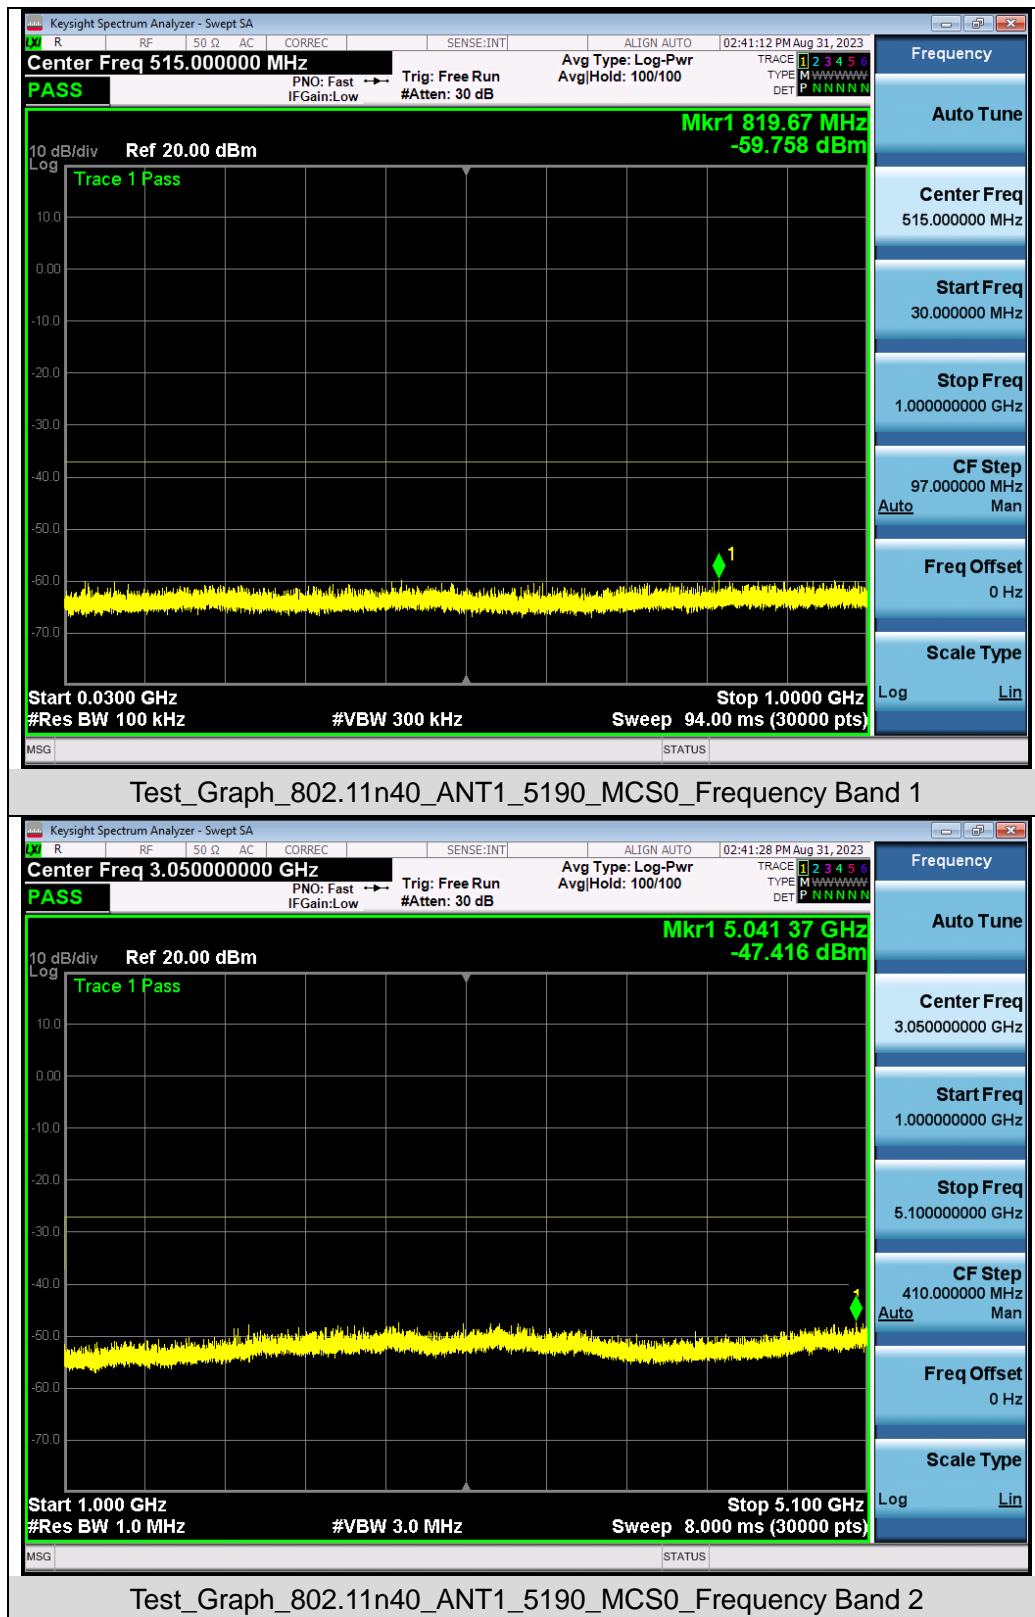 Keysight Spectrum Analyzer - Swept SA
LXI R RF 50 Ω AC CORREC SENSE:INT ALIGN AUTO 02:41:12 PM Aug 31, 2023
Center Freq 515.000000 MHz
PASS
PNO: Fast
IFGain:Low
Trig: Free Run
#Atten: 30 dB
Avg Type: Log-Pwr
Avg|Hold: 100/100
TRACE 1 2 3 4 5 6
TYPE M WWWWW
DET P N N N N N
Mkr1 819.67 MHz
-59.758 dBm
10 dB/div Ref 20.00 dBm
Log
Trace 1 Pass
10.0
0.00
-10.0
-20.0
-30.0
-40.0
-50.0
-60.0
-70.0
1
Start 0.0300 GHz Stop 1.0000 GHz
#Res BW 100 kHz #VBW 300 kHz Sweep 94.00 ms (30000 pts)
MSG STATUS
Frequency
Auto Tune
Center Freq
515.000000 MHz
Start Freq
30.000000 MHz
Stop Freq
1.000000000 GHz
CF Step
97.000000 MHz
Auto Man
Freq Offset
0 Hz
Scale Type
Log Lin
Test_Graph_802.11n40_ANT1_5190_MCS0_Frequency Band 1
Keysight Spectrum Analyzer - Swept SA
LXI R RF 50 Ω AC CORREC SENSE:INT ALIGN AUTO 02:41:28 PM Aug 31, 2023
Center Freq 3.050000000 GHz
PASS
PNO: Fast
IFGain:Low
Trig: Free Run
#Atten: 30 dB
Avg Type: Log-Pwr
Avg|Hold: 100/100
TRACE 1 2 3 4 5 6
TYPE M WWWWW
DET P N N N N N
Mkr1 5.041 37 GHz
-47.416 dBm
10 dB/div Ref 20.00 dBm
Log
Trace 1 Pass
10.0
0.00
-10.0
-20.0
-30.0
-40.0
-50.0
-60.0
-70.0
1
Start 1.000 GHz Stop 5.100 GHz
#Res BW 1.0 MHz #VBW 3.0 MHz Sweep 8.000 ms (30000 pts)
MSG STATUS
Frequency
Auto Tune
Center Freq
3.050000000 GHz
Start Freq
1.000000000 GHz
Stop Freq
5.100000000 GHz
CF Step
410.000000 MHz
Auto Man
Freq Offset
0 Hz
Scale Type
Log Lin
Test_Graph_802.11n40_ANT1_5190_MCS0_Frequency Band 2